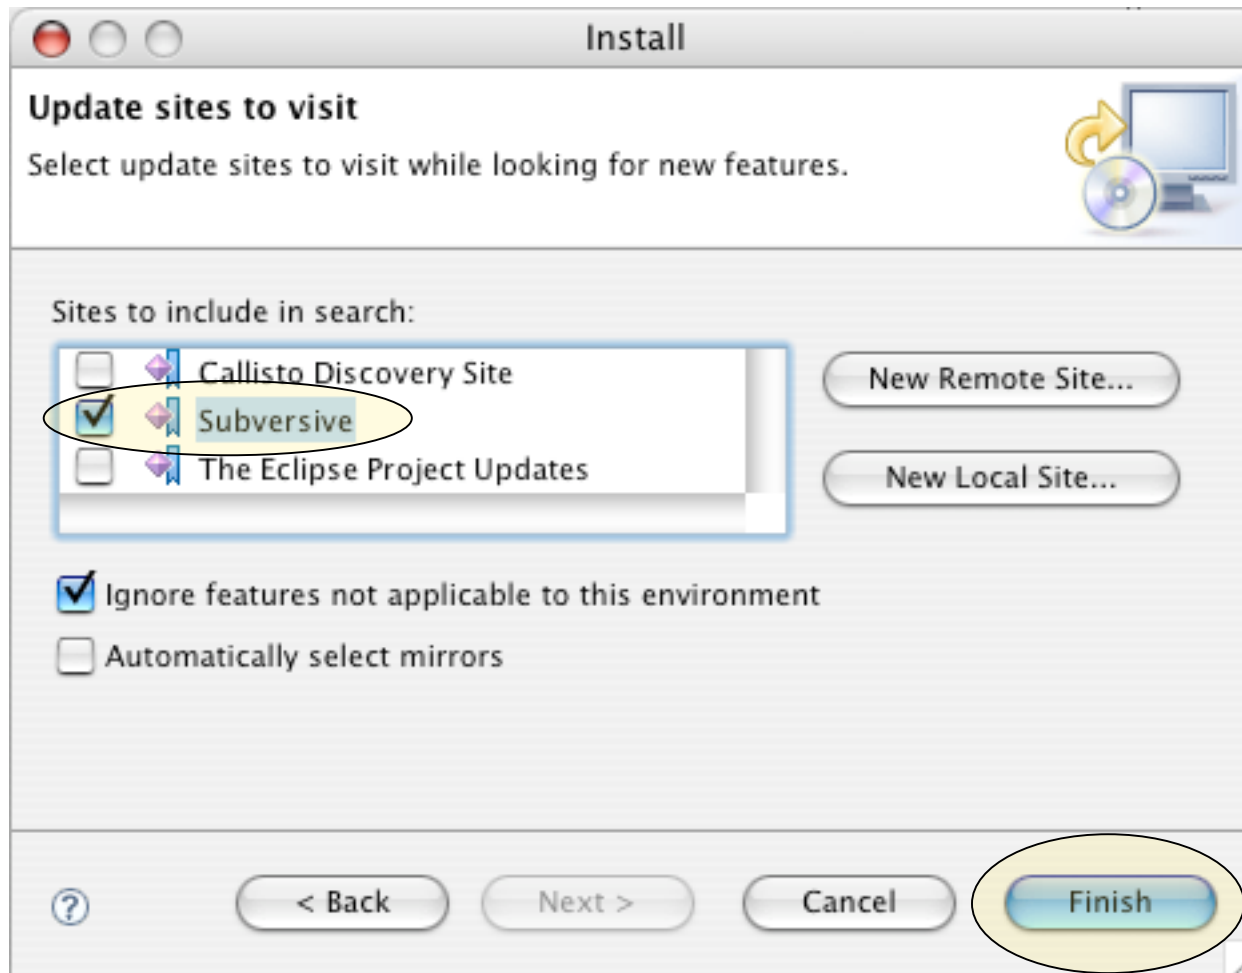 Install
Update sites to visit
Select update sites to visit while looking for new features.
Sites to include in search:
Callisto Discovery Site
Subversive
The Eclipse Project Updates
New Remote Site...
New Local Site...
Ignore features not applicable to this environment
Automatically select mirrors
?
< Back
Next >
Cancel
Finish